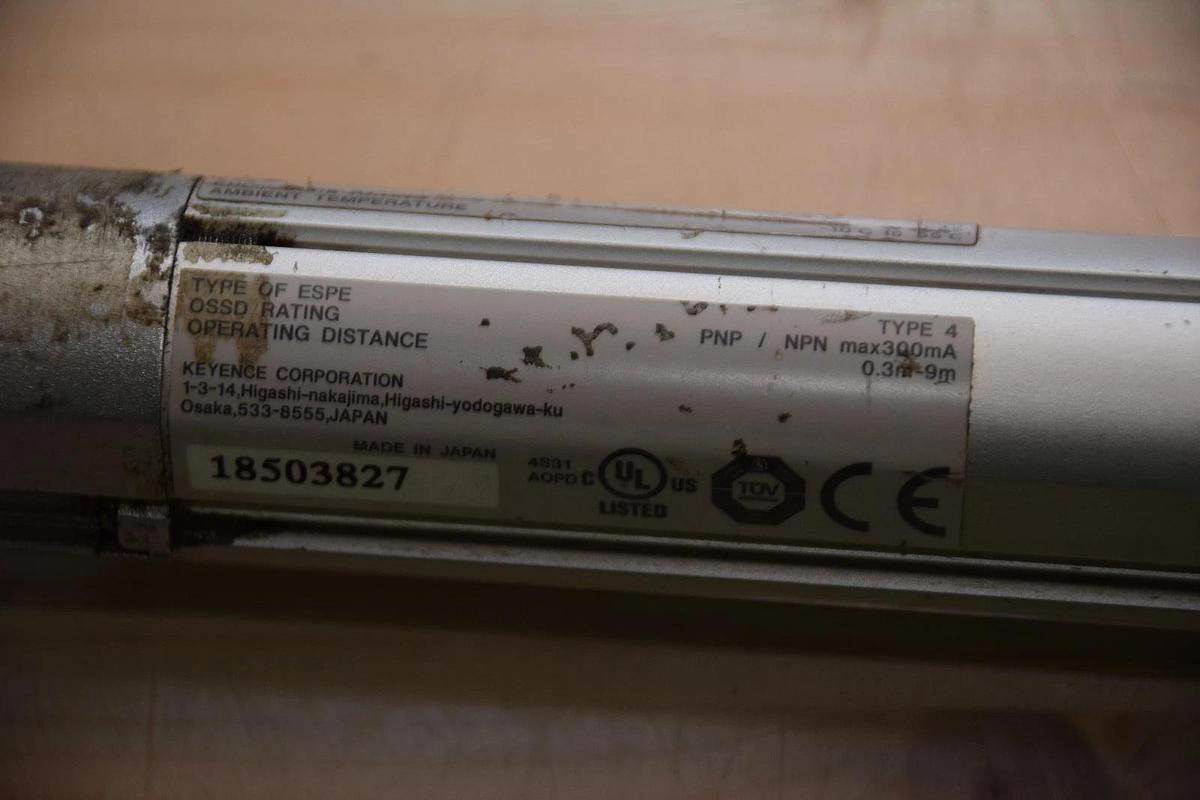 AMBIENT TEMPERATURE
TYPE OF ESPE TYPE 4
OSSD RATING PNP / NPN max300mA
OPERATING DISTANCE 0.3m-9m
KEYENCE CORPORATION
1-3-14,Higashi-nakajima,Higashi-yodogawa-ku
Osaka,533-8555,JAPAN
MADE IN JAPAN
18503827
4S31
AOPD C UL US
LISTED
TÜV
CE